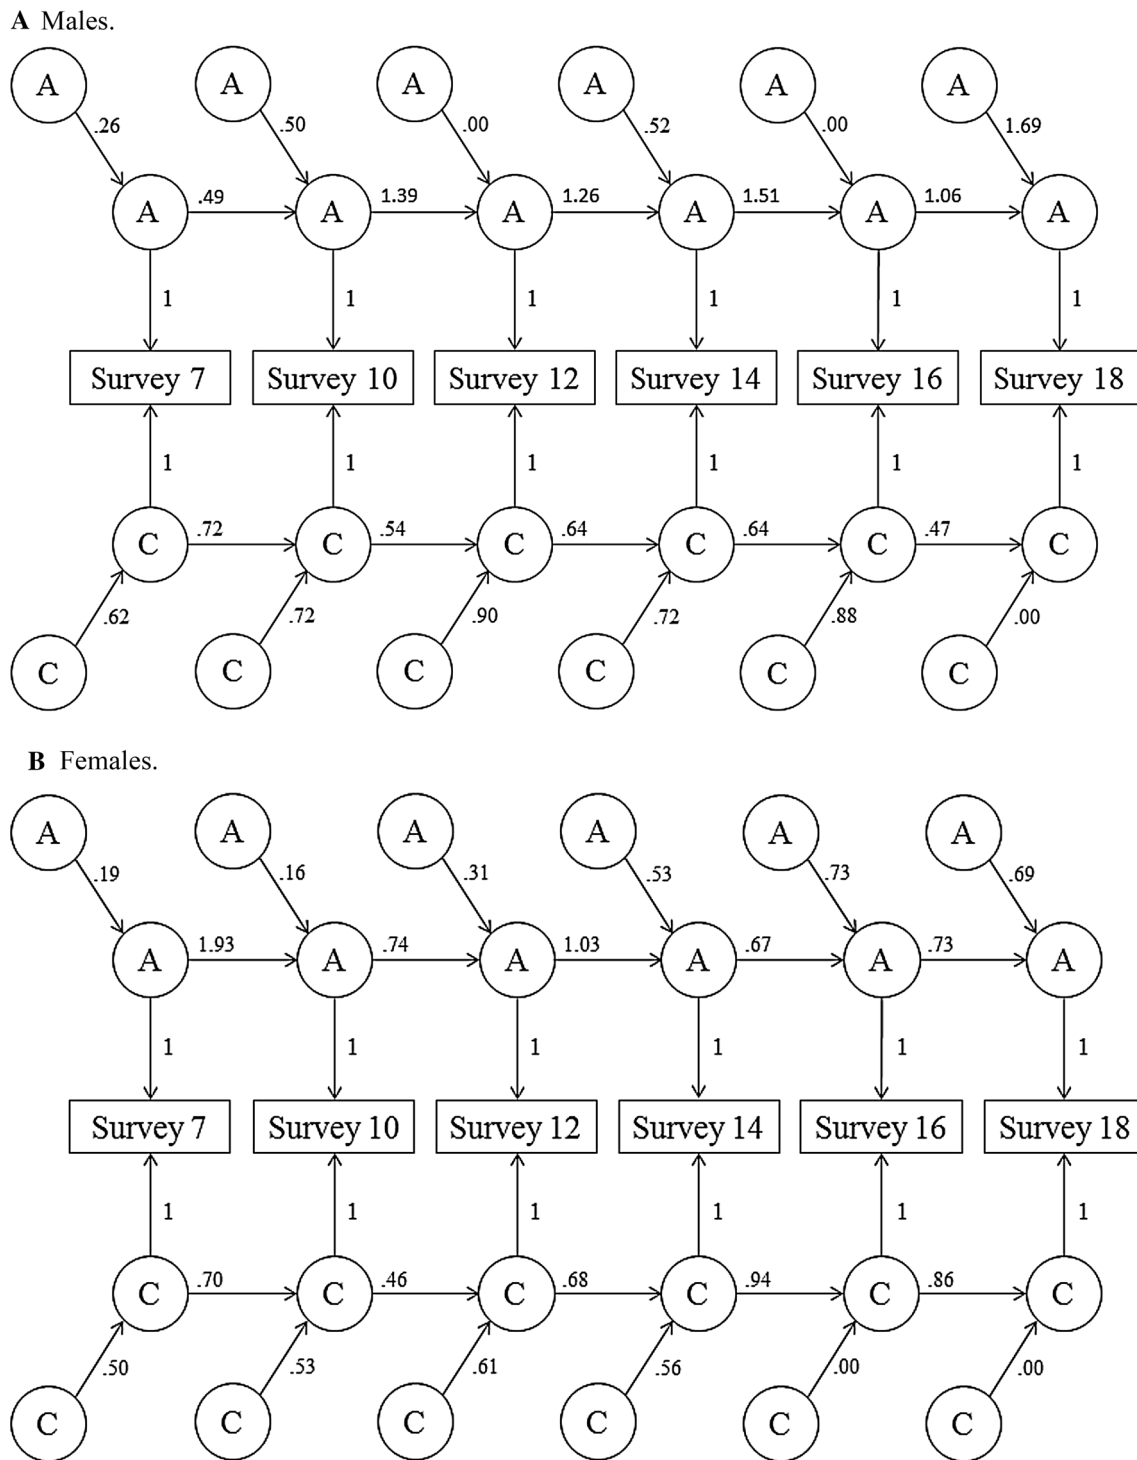 A Males.
A A A A A A
.26 .50 .00 .52 .00 1.69
A .49 A 1.39 A 1.26 A 1.51 A 1.06 A
1 1 1 1 1 1
Survey 7 Survey 10 Survey 12 Survey 14 Survey 16 Survey 18
1 1 1 1 1 1
C .72 C .54 C .64 C .64 C .47 C
.62 .72 .90 .72 .88 .00
C C C C C C
B Females.
A A A A A A
.19 .16 .31 .53 .73 .69
A 1.93 A .74 A 1.03 A .67 A .73 A
1 1 1 1 1 1
Survey 7 Survey 10 Survey 12 Survey 14 Survey 16 Survey 18
1 1 1 1 1 1
C .70 C .46 C .68 C .94 C .86 C
.50 .53 .61 .56 .00 .00
C C C C C C